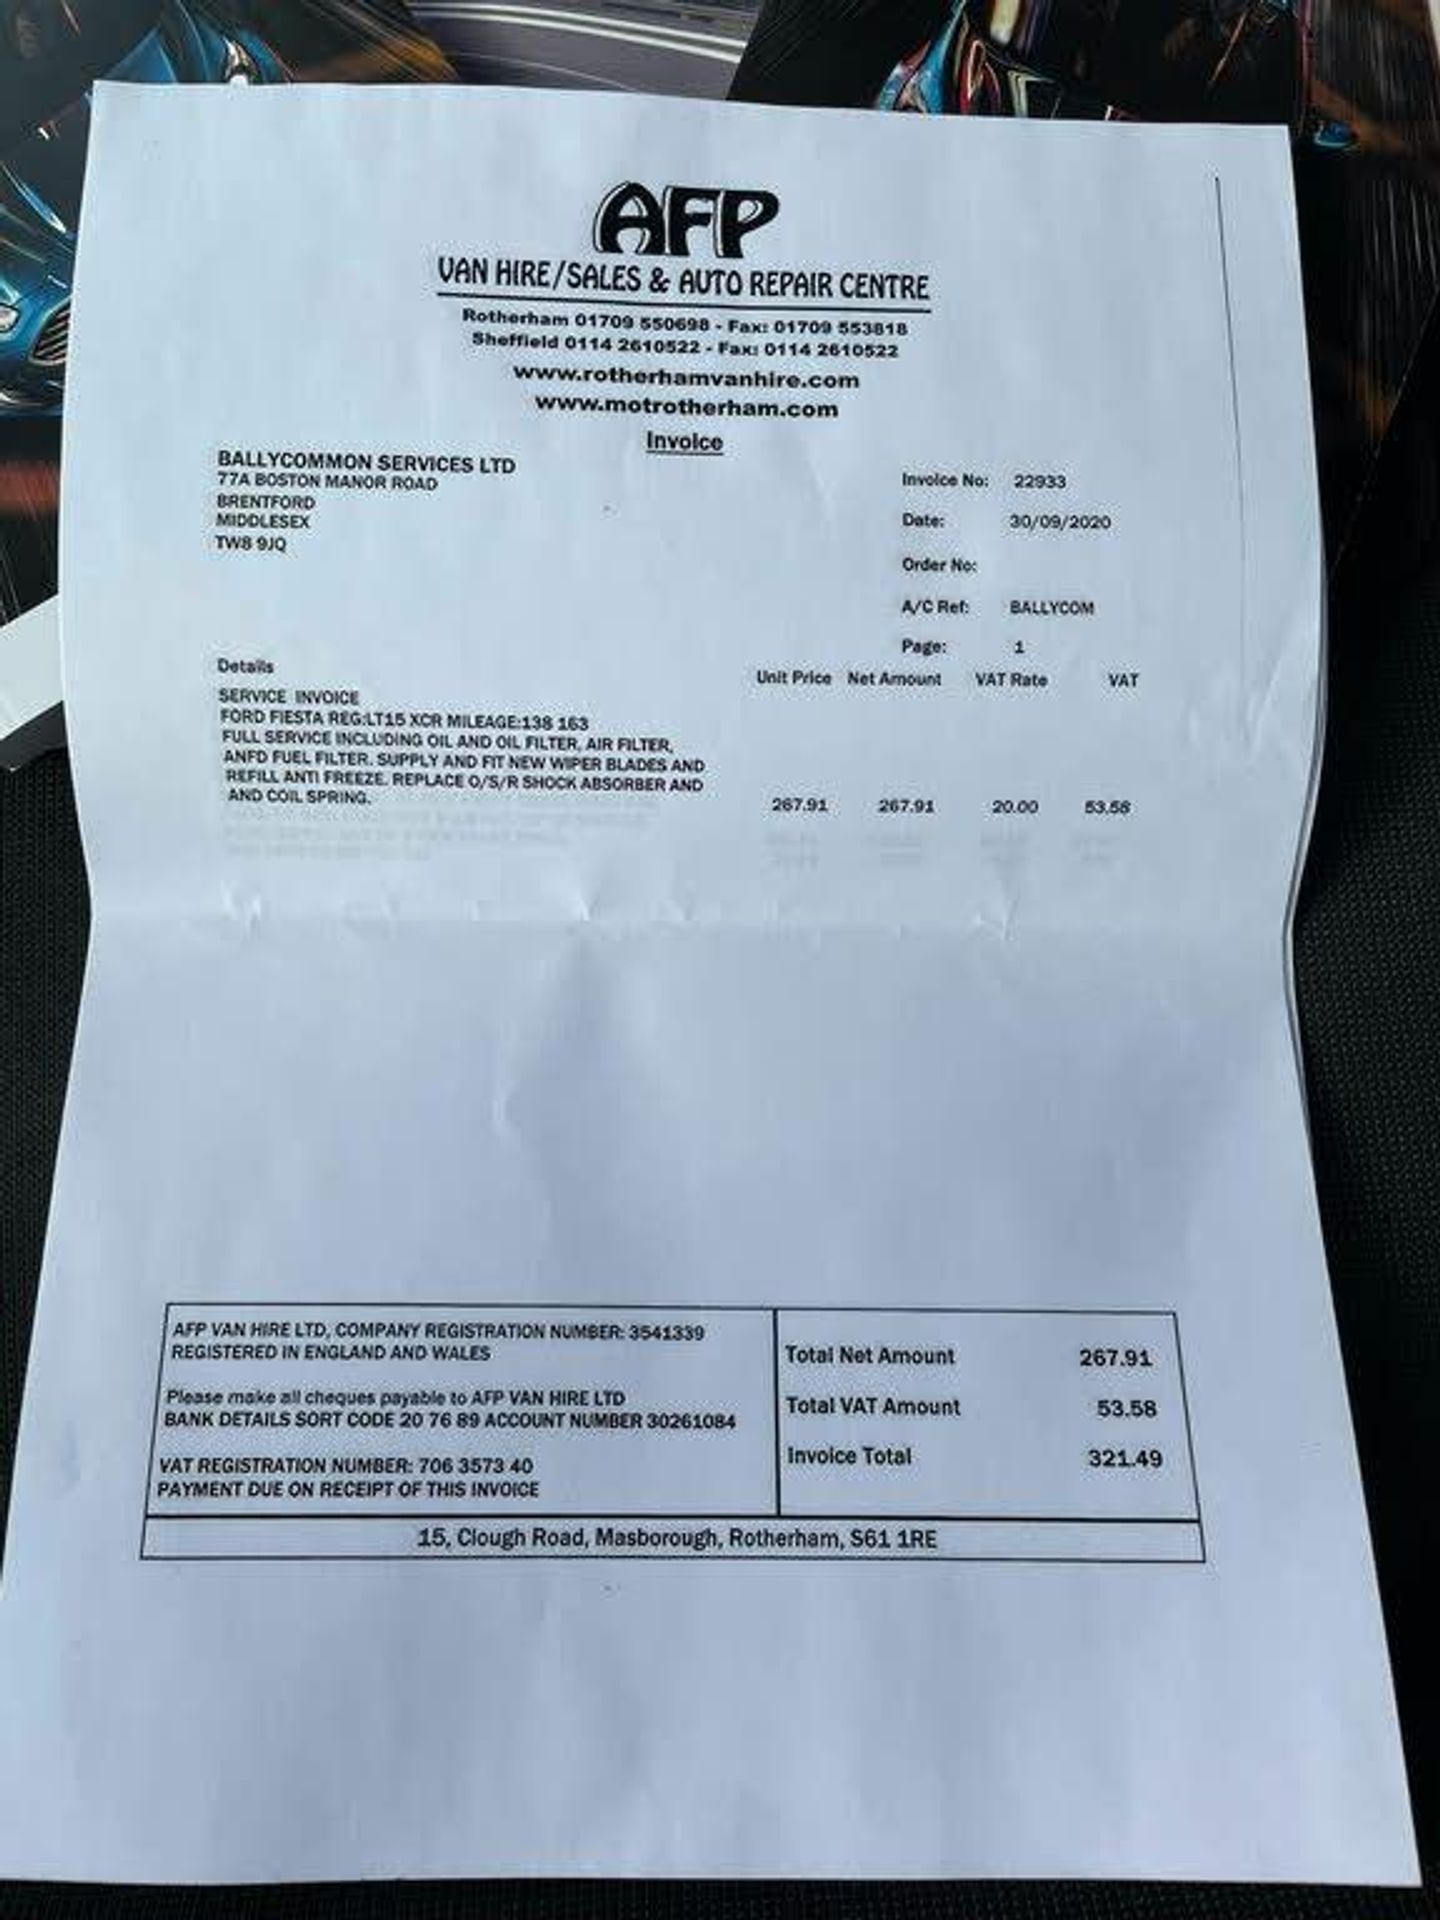 AFP
VAN HIRE/SALES & AUTO REPAIR CENTRE
Rotherham 01709 550698 - Fax: 01709 553818
Sheffield 0114 2610522 - Fax: 0114 2610522
www.rotherhamvanhire.com
www.motrotherham.com
Invoice
BALLYCOMMON SERVICES LTD
77A BOSTON MANOR ROAD
BRENTFORD
MIDDLESEX
TW8 9JQ
Invoice No: 22933
Date: 30/09/2020
Order No:
A/C Ref: BALLYCOM
Page: 1
Details Unit Price Net Amount VAT Rate VAT
SERVICE INVOICE
FORD FIESTA REG:LT15 XCR MILEAGE:138 163
FULL SERVICE INCLUDING OIL AND OIL FILTER, AIR FILTER,
ANFD FUEL FILTER. SUPPLY AND FIT NEW WIPER BLADES AND
REFILL ANTI FREEZE. REPLACE O/S/R SHOCK ABSORBER AND
AND COIL SPRING. 267.91 267.91 20.00 53.58
AFP VAN HIRE LTD, COMPANY REGISTRATION NUMBER: 3541339
REGISTERED IN ENGLAND AND WALES
Please make all cheques payable to AFP VAN HIRE LTD
BANK DETAILS SORT CODE 20 76 89 ACCOUNT NUMBER 30261084
VAT REGISTRATION NUMBER: 706 3573 40
PAYMENT DUE ON RECEIPT OF THIS INVOICE
Total Net Amount 267.91
Total VAT Amount 53.58
Invoice Total 321.49
15, Clough Road, Masborough, Rotherham, S61 1RE